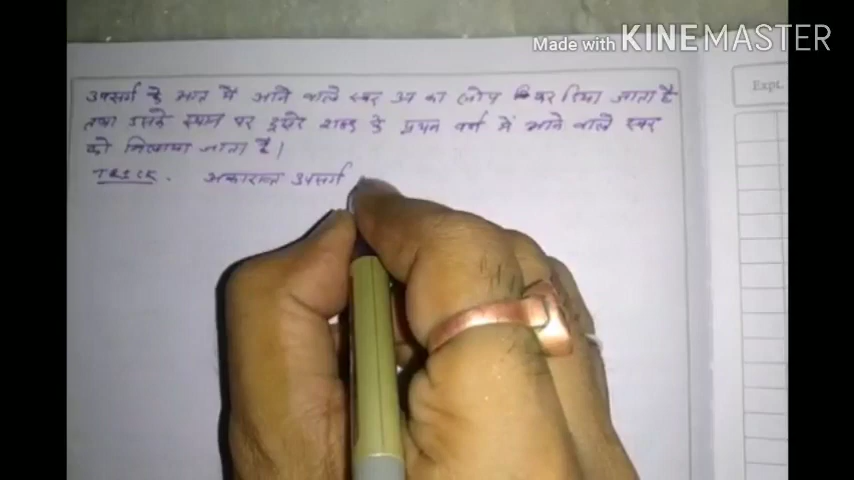 Made with KINEMASTER
Expt.
उपसर्ग के अन्त में आने वाले स्वर अ का लोप कर दिया जाता है
तथा उसके स्थान पर दूसरे शब्द के प्रथम वर्ण में आने वाले स्वर
को मिलाया जाता है।
TRICK. अकारान्त उपसर्ग